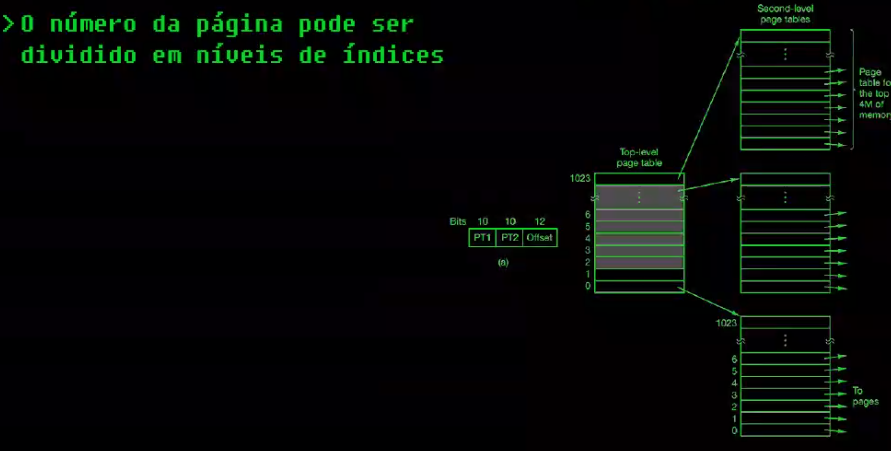 >O número da página pode ser
dividido em níveis de índices
Second-level
page tables
Page
table for
the top
4M of
memory
Top-level
page table
1023
6
5
4
3
2
1
0
Bits 10 10 12
PT1 PT2 Offset
(a)
1023
6
5
4
3
2
1
0
To
pages